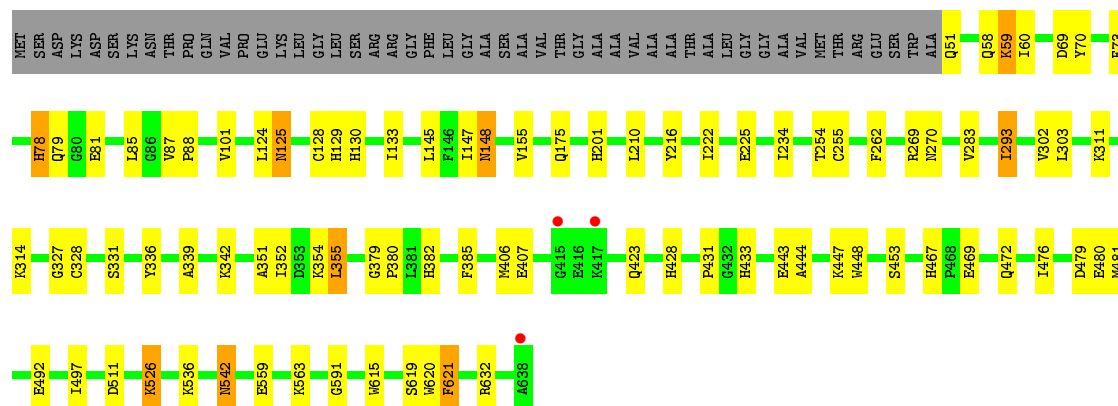 MET SER ASP LYS ASP SER LYS ASN THR PRO GLN VAL PRO GLU LYS LEU GLY LEU SER ARG ARG GLY PHE LEU GLY ALA SER ALA VAL THR GLY ALA ALA VAL ALA ALA THR ALA LEU GLY GLY ALA VAL MET THR ARG GLU SER TRP ALA Q51 Q58 K59 I60 D69 Y70
H78 Q79 G80 E81 L85 G86 V87 P88 V101 L124 N125 C128 H129 H130 I133 L145 F146 I147 N148 V155 Q175 H201 L210 Y216 I222 E225 I234 T254 C255 F262 R269 N270 V283 I293 V302 L303 K311
K314 G327 C328 S331 Y336 A339 K342 A351 I352 D353 K354 L355 G379 P380 L381 H382 F385 M406 E407 G415 E416 K417 Q423 H428 P431 G432 H433 E443 A444 K447 W448 S453 H467 P468 E469 Q472 I476 D479 E480
E492 I497 D511 K526 K536 N542 E559 K563 G591 W615 S619 W620 F621 R632 A638